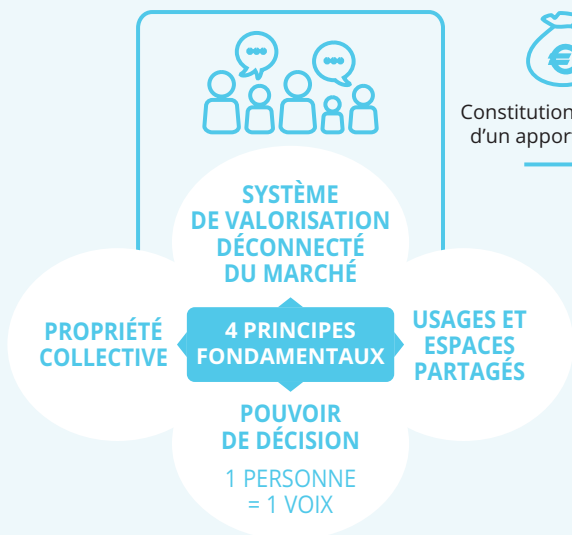 €
Constitution
d'un appor
SYSTÈME
DE VALORISATION
DÉCONNECTÉ
DU MARCHÉ
PROPRIÉTÉ
COLLECTIVE
4 PRINCIPES
FONDAMENTAUX
USAGES ET
ESPACES
PARTAGÉS
POUVOIR
DE DÉCISION
1 PERSONNE
= 1 VOIX